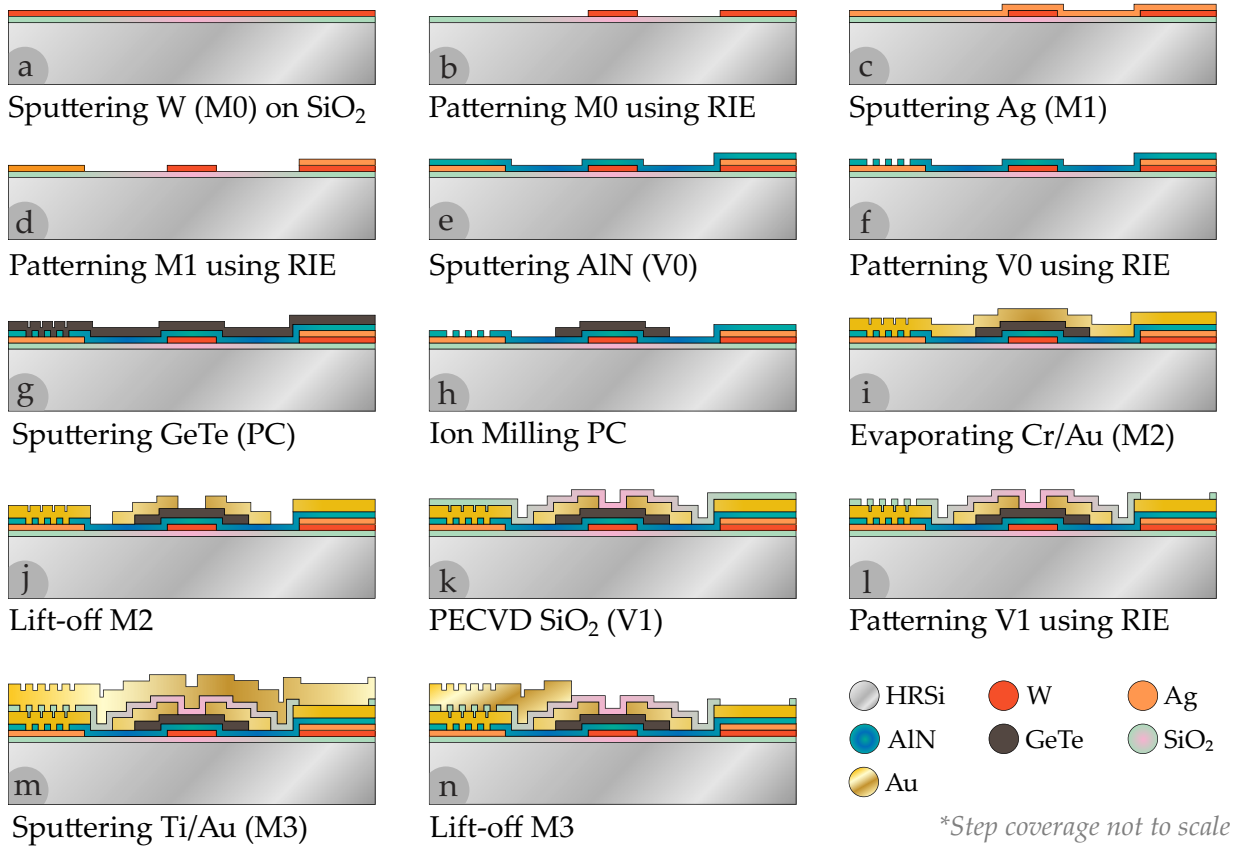 a
Sputtering W (M0) on SiO₂
b
Patterning M0 using RIE
c
Sputtering Ag (M1)
d
Patterning M1 using RIE
e
Sputtering AlN (V0)
f
Patterning V0 using RIE
g
Sputtering GeTe (PC)
h
Ion Milling PC
i
Evaporating Cr/Au (M2)
j
Lift-off M2
k
PECVD SiO₂ (V1)
l
Patterning V1 using RIE
m
Sputtering Ti/Au (M3)
n
Lift-off M3
HRSi
W
Ag
AlN
GeTe
SiO₂
Au
*Step coverage not to scale